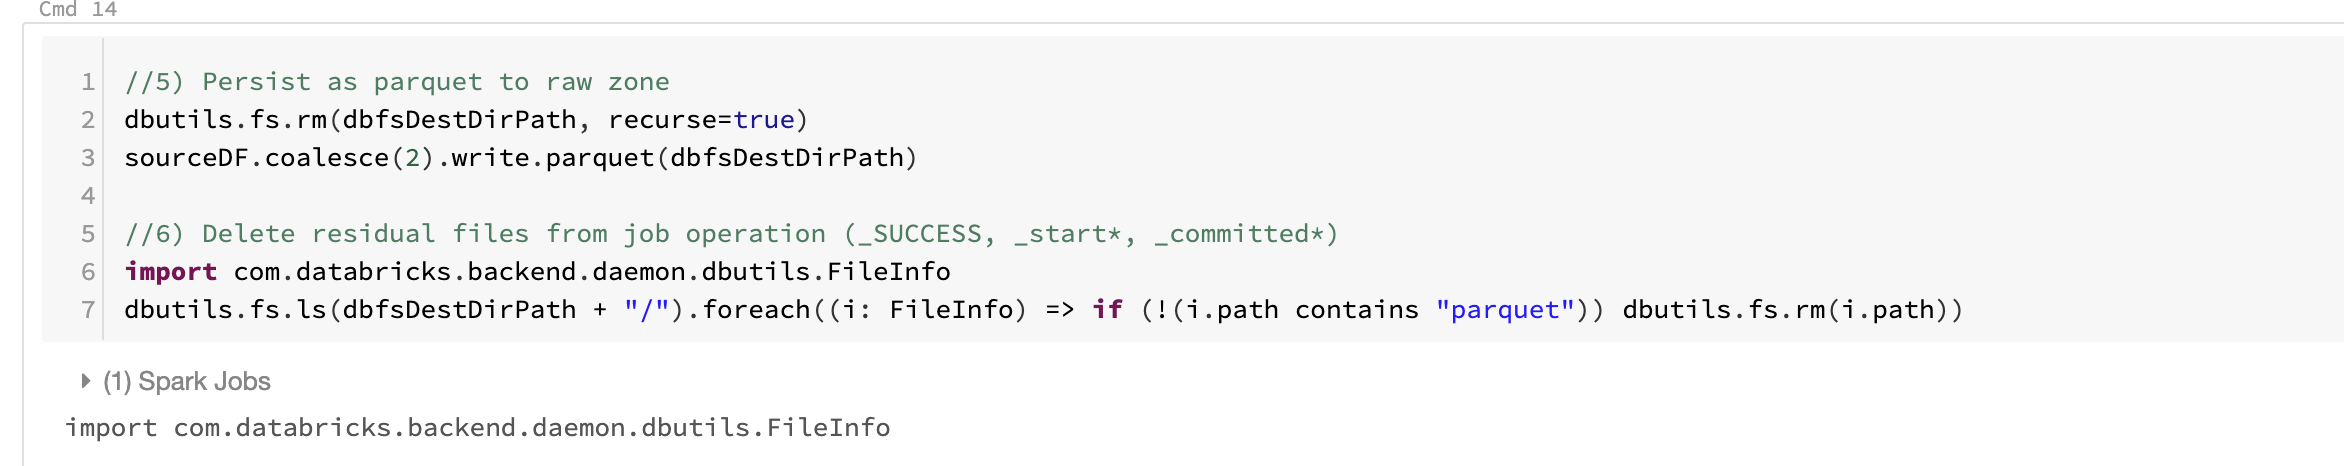 Cmd 14
1 //5) Persist as parquet to raw zone
2 dbutils.fs.rm(dbfsDestDirPath, recurse=true)
3 sourceDF.coalesce(2).write.parquet(dbfsDestDirPath)
4
5 //6) Delete residual files from job operation (_SUCCESS, _start*, _committed*)
6 import com.databricks.backend.daemon.dbutils.FileInfo
7 dbutils.fs.ls(dbfsDestDirPath + "/").foreach((i: FileInfo) => if (!(i.path contains "parquet")) dbutils.fs.rm(i.path))
(1) Spark Jobs
import com.databricks.backend.daemon.dbutils.FileInfo